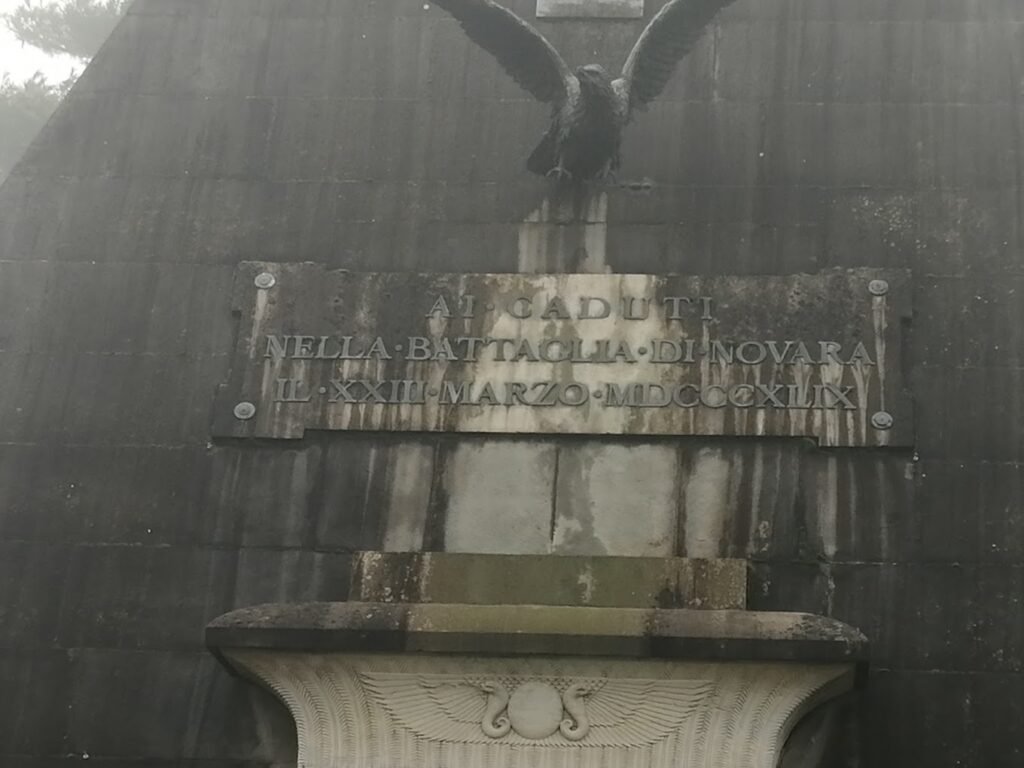 AI·CADUTI
NELLA·BATTAGLIA·DI·NOVARA
IL·XXIII·MARZO·MDCCCXLIX